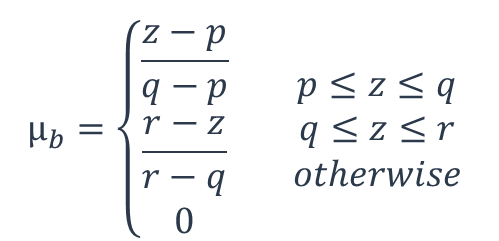 μ_b = { (z − p)/(q − p)    p ≤ z ≤ q
(r − z)/(r − q)    q ≤ z ≤ r
0    otherwise